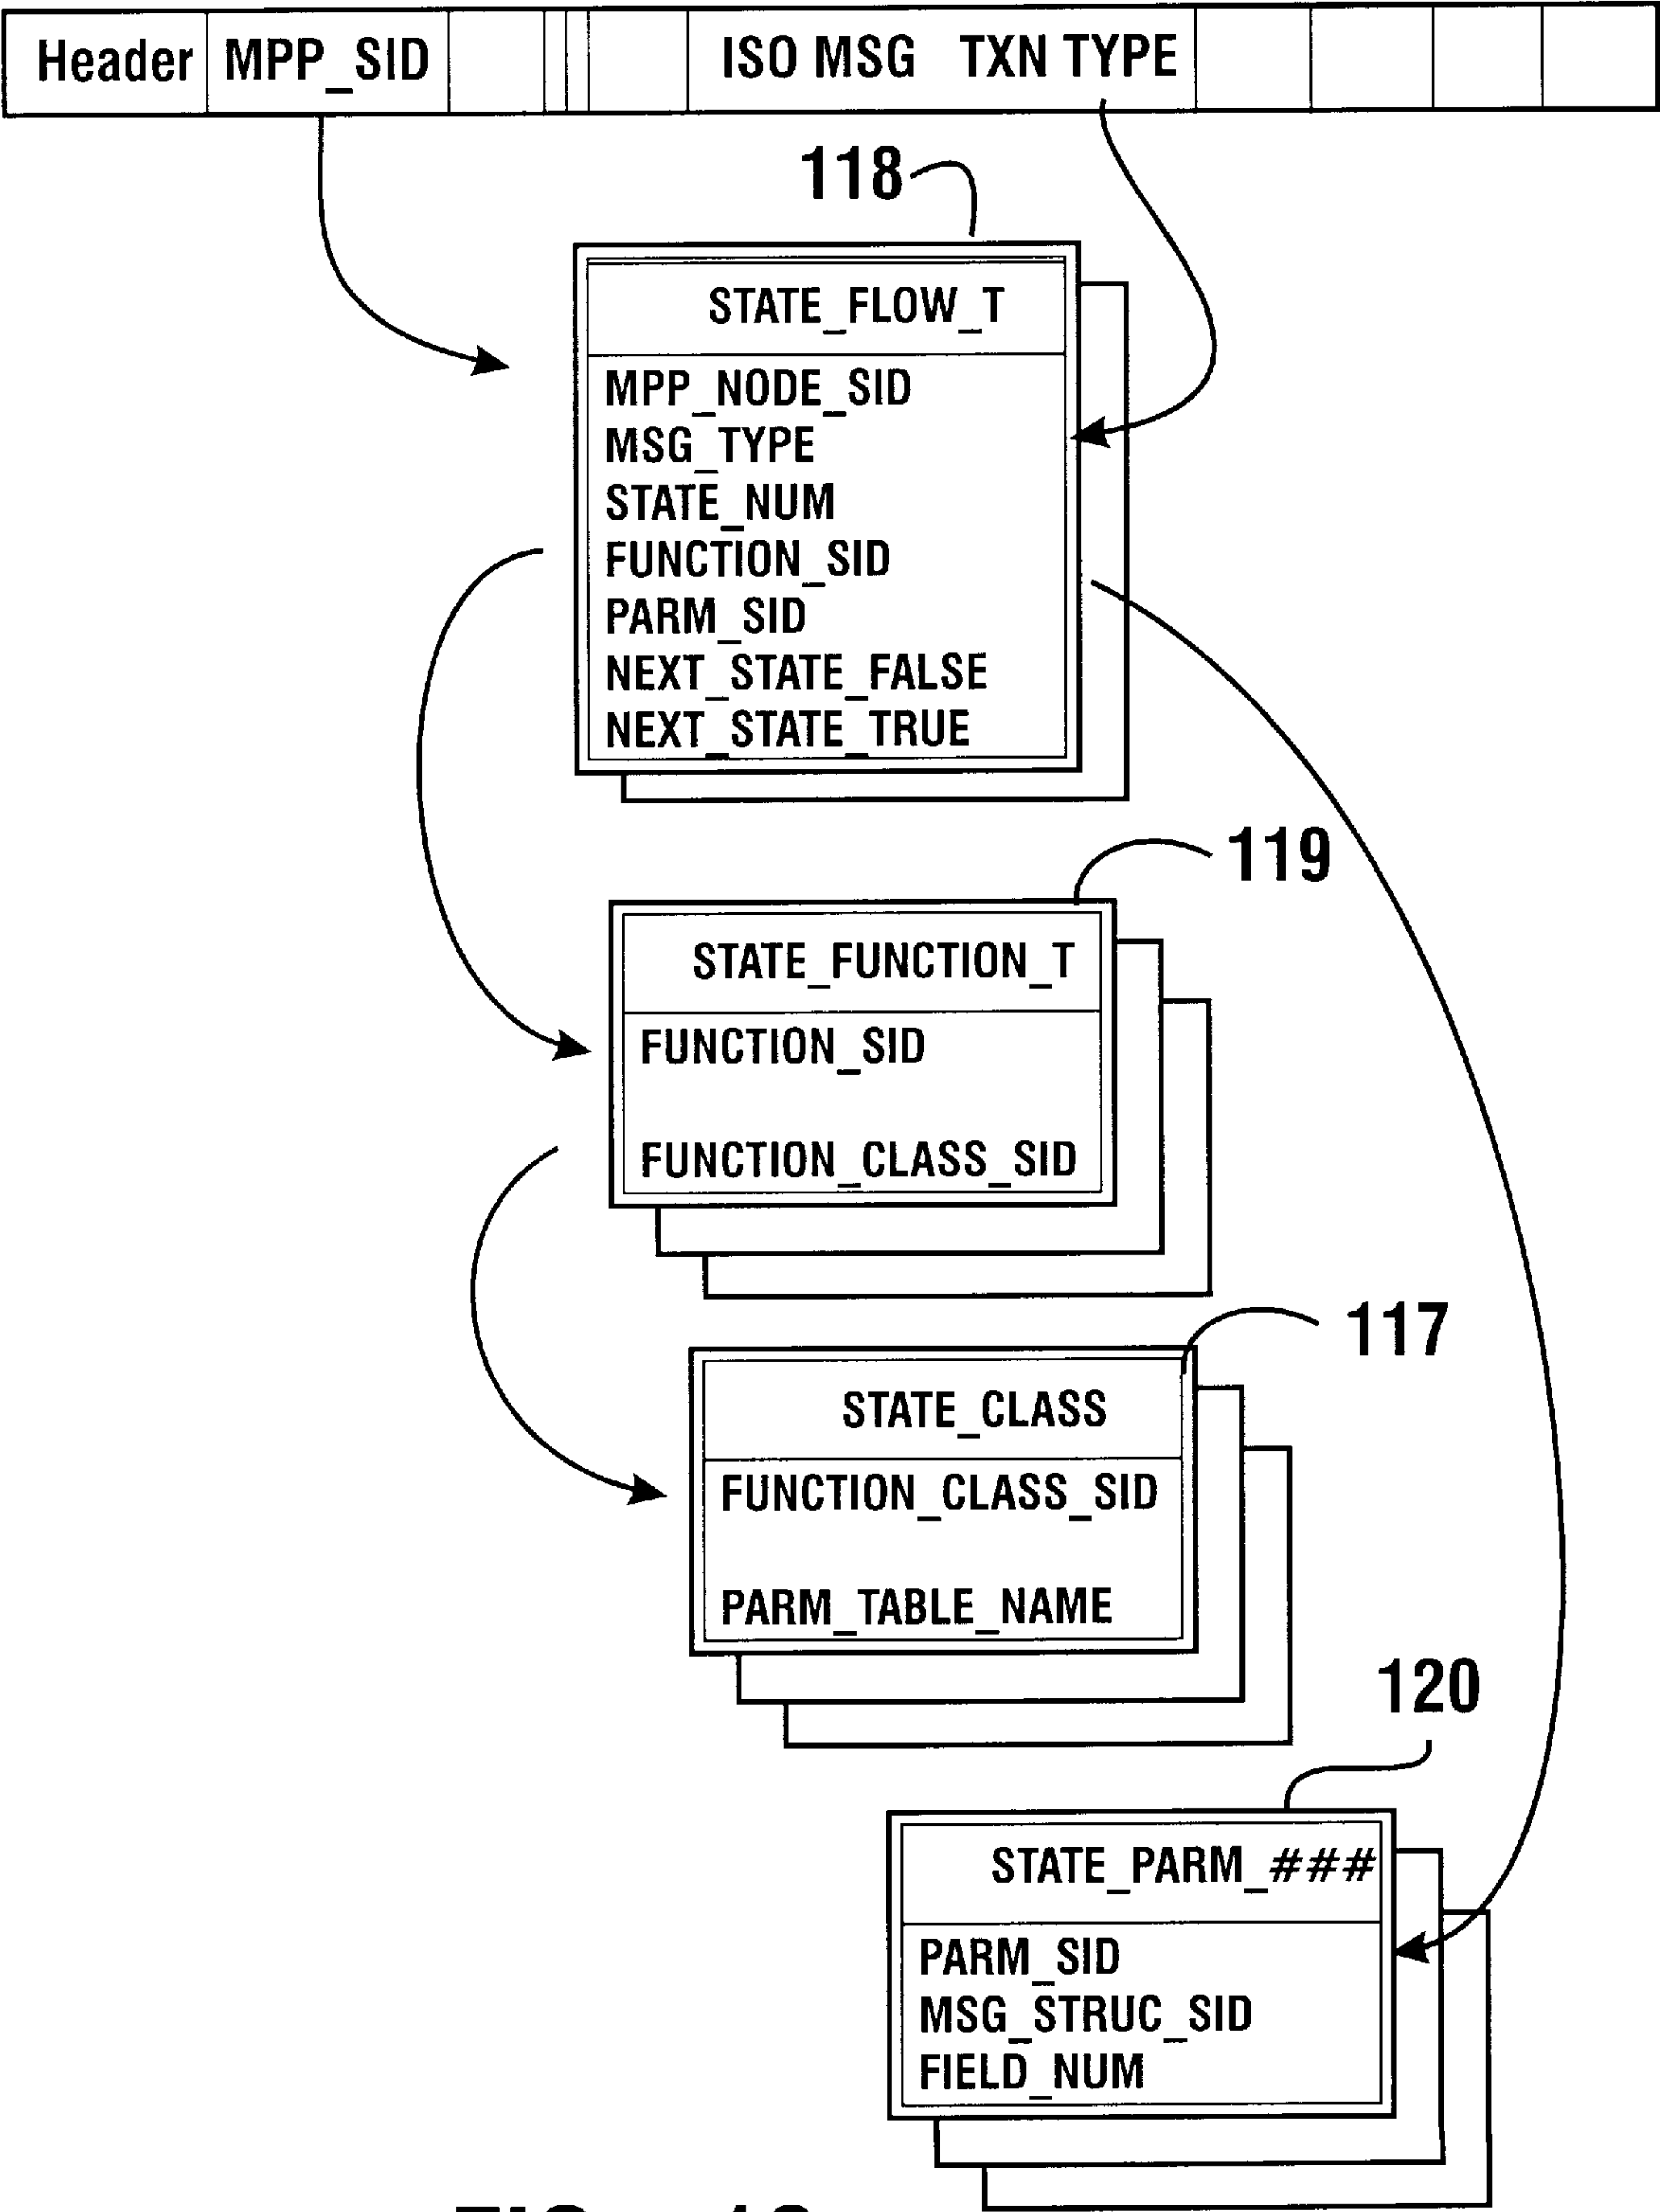 Header MPP_SID ISO MSG TXN TYPE
118
STATE_FLOW_T
MPP_NODE_SID
MSG_TYPE
STATE_NUM
FUNCTION_SID
PARM_SID
NEXT_STATE_FALSE
NEXT_STATE_TRUE
119
STATE_FUNCTION_T
FUNCTION_SID
FUNCTION_CLASS_SID
117
STATE_CLASS
FUNCTION_CLASS_SID
PARM_TABLE_NAME
120
STATE_PARM_###
PARM_SID
MSG_STRUC_SID
FIELD_NUM